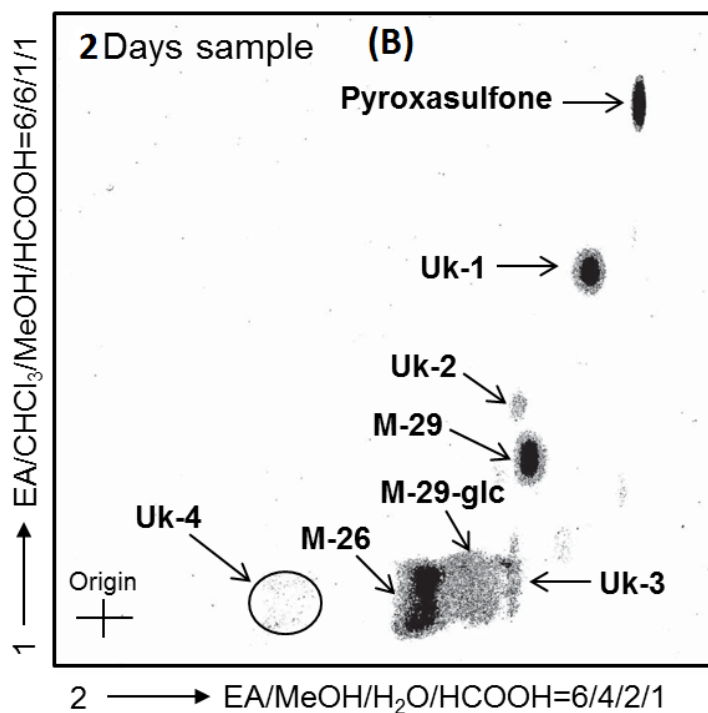 2 Days sample (B)
Pyroxasulfone
Uk-1
Uk-2
M-29
M-29-glc
Uk-4
M-26
Uk-3
Origin
1 → EA/CHCl₃/MeOH/HCOOH=6/6/1/1
2 → EA/MeOH/H₂O/HCOOH=6/4/2/1